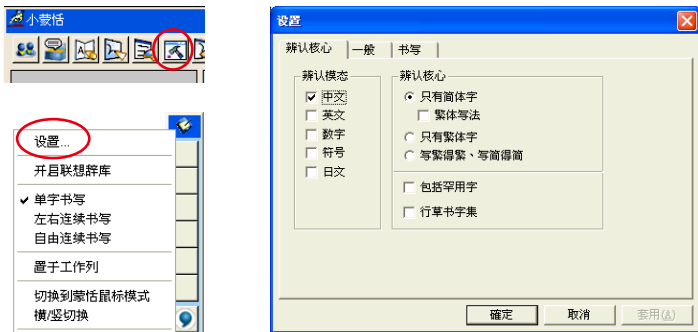 小蒙恬
设置...
开启联想辞库
单字书写
左右连续书写
自由连续书写
置于工作列
切换到蒙恬鼠标模式
横/竖切换
设置
辨认核心
一般
书写
辨认模态
中文
英文
数字
符号
日文
辨认核心
只有简体字
繁体写法
只有繁体字
写繁得繁、写简得简
包括罕用字
行草书字集
確定
取消
套用(A)